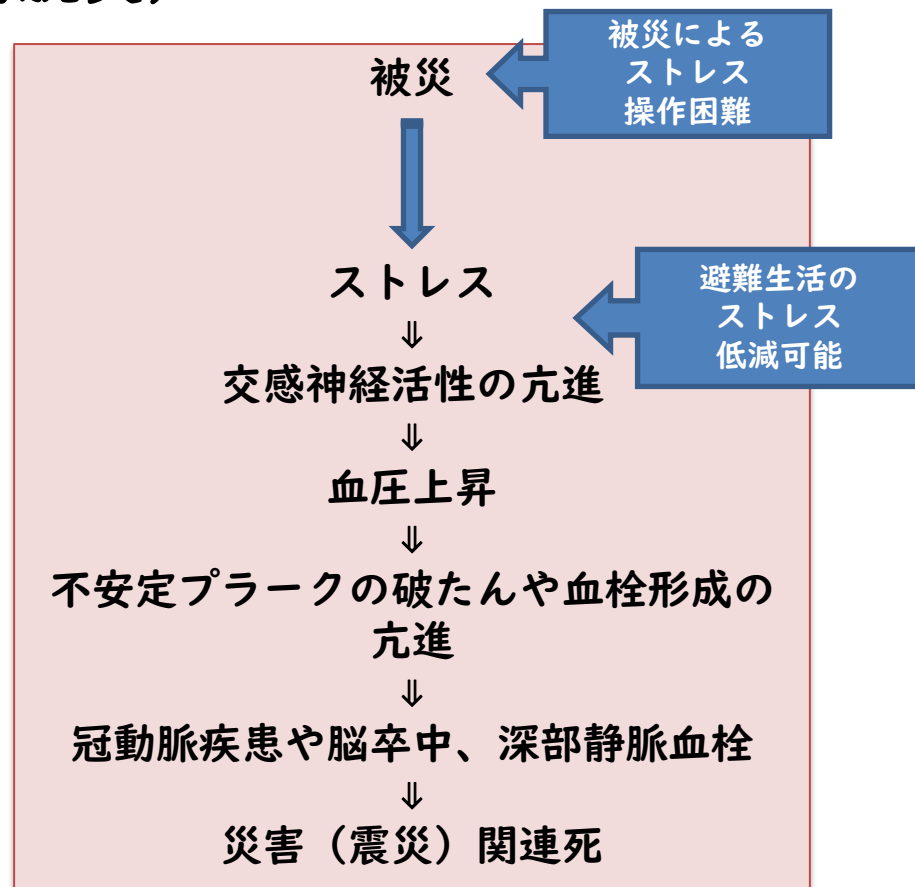 被災による
ストレス
操作困難
被災
ストレス
避難生活の
ストレス
低減可能
⇓
交感神経活性の亢進
⇓
血圧上昇
⇓
不安定プラークの破たんや血栓形成の
亢進
⇓
冠動脈疾患や脳卒中、深部静脈血栓
⇓
災害（震災）関連死